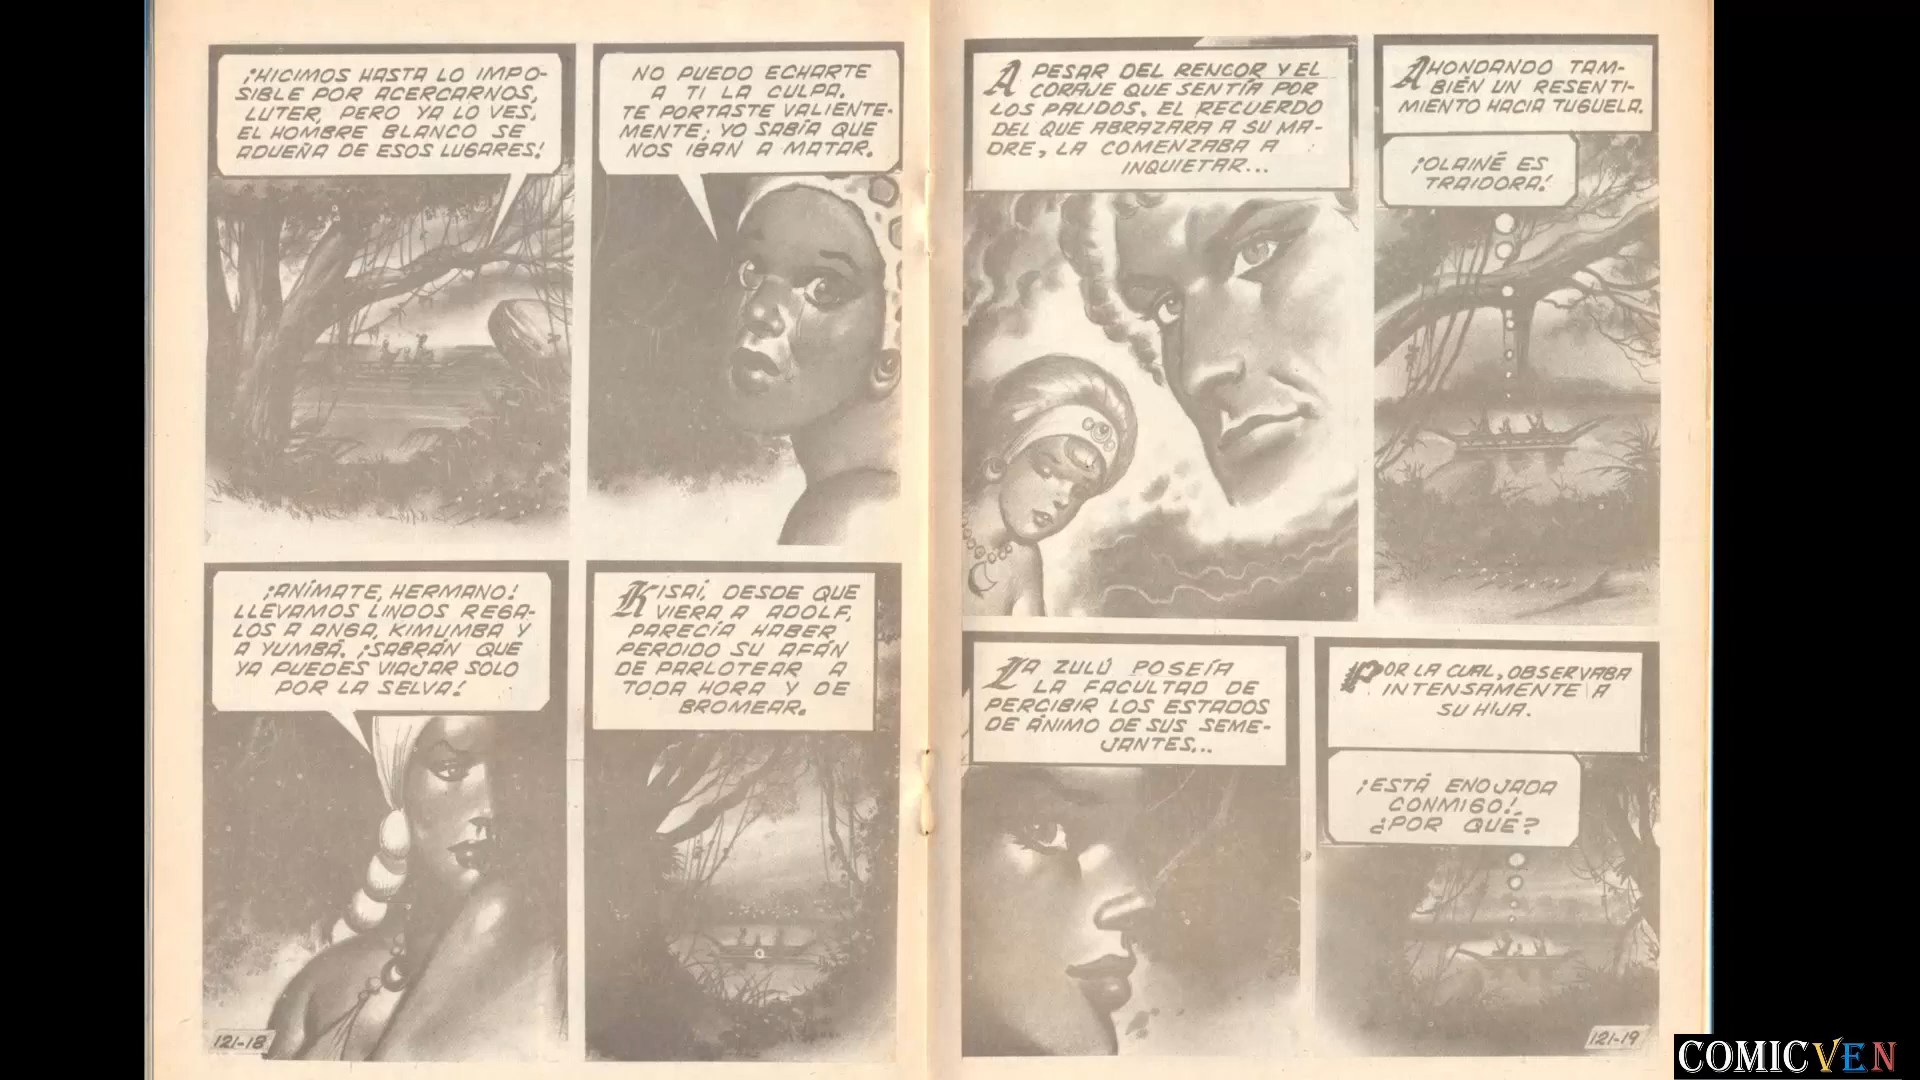 ¡HICIMOS HASTA LO IMPO-
SIBLE POR ACERCARNOS,
LUTER, PERO YA LO VES,
EL HOMBRE BLANCO SE
ADUEÑA DE ESOS LUGARES!
NO PUEDO ECHARTE
A TI LA CULPA.
TE PORTASTE VALIENTE-
MENTE; YO SABÍA QUE
NOS IBAN A MATAR.
¡ANÍMATE, HERMANO!
LLEVAMOS LINDOS REGA-
LOS A ANGA, KIMUMBA Y
A YUMBÁ. ¡SABRÁN QUE
YA PUEDES VIAJAR SOLO
POR LA SELVA!
KISAÍ, DESDE QUE
VIERA A ADOLF,
PARECÍA HABER
PERDIDO SU AFÁN
DE PARLOTEAR A
TODA HORA Y DE
BROMEAR.
121-18
A PESAR DEL RENCOR Y EL
CORAJE QUE SENTÍA POR
LOS PALIDOS, EL RECUERDO
DEL QUE ABRAZARA A SU MA-
DRE, LA COMENZABA A
INQUIETAR...
AHONDANDO TAM-
BIÉN UN RESENTI-
MIENTO HACIA TUGUELA.
¡OLAINÉ ES
TRAIDORA!
LA ZULÚ POSEÍA
LA FACULTAD DE
PERCIBIR LOS ESTADOS
DE ÁNIMO DE SUS SEME-
JANTES...
POR LA CUAL, OBSERVABA
INTENSAMENTE A
SU HIJA.
¡ESTÁ ENOJADA
CONMIGO!
¿POR QUÉ?
121-19
COMICVEN